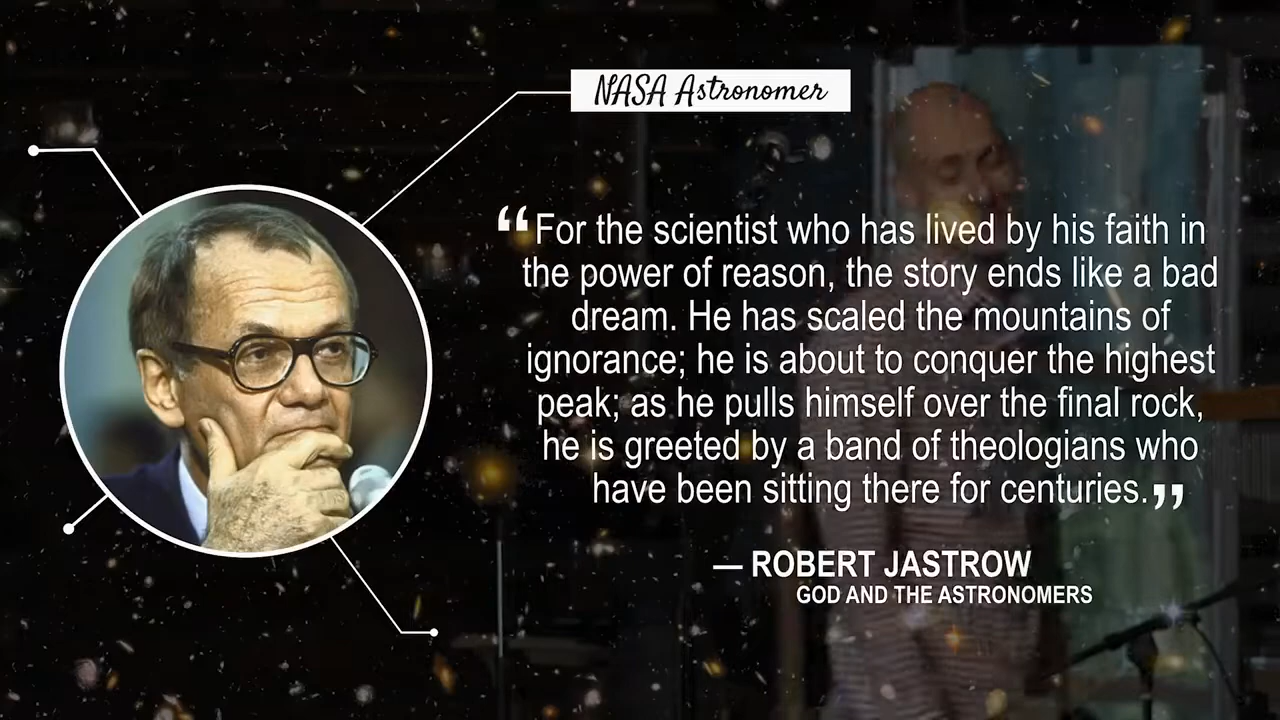 NASA Astronomer
“For the scientist who has lived by his faith in
the power of reason, the story ends like a bad
dream. He has scaled the mountains of
ignorance; he is about to conquer the highest
peak; as he pulls himself over the final rock,
he is greeted by a band of theologians who
have been sitting there for centuries.”
— ROBERT JASTROW
GOD AND THE ASTRONOMERS